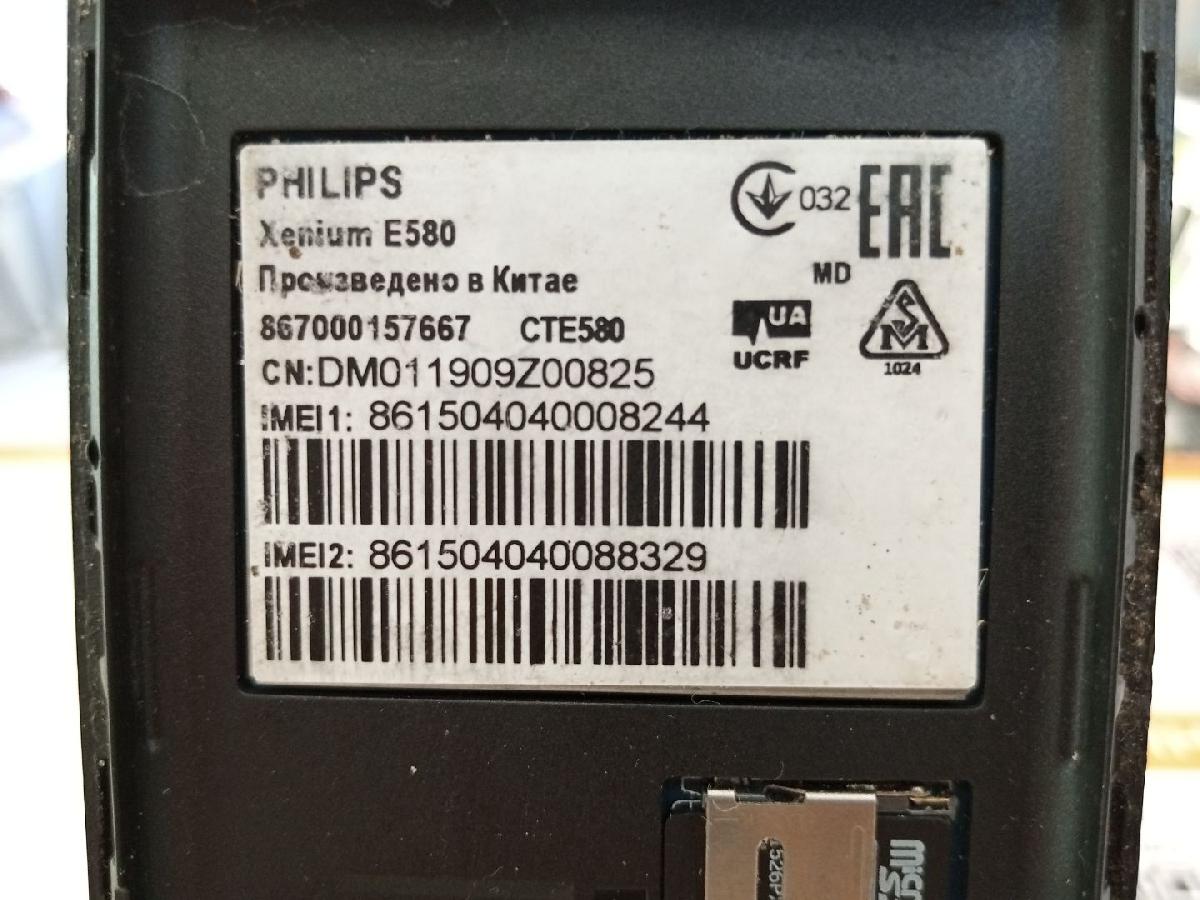 PHILIPS
Xenium E580
Произведено в Китае
867000157667 CTE580
CN:DM011909Z00825
IMEI1: 861504040008244
IMEI2: 861504040088329
032
EAC
MD
UA
UCRF
SM
1024